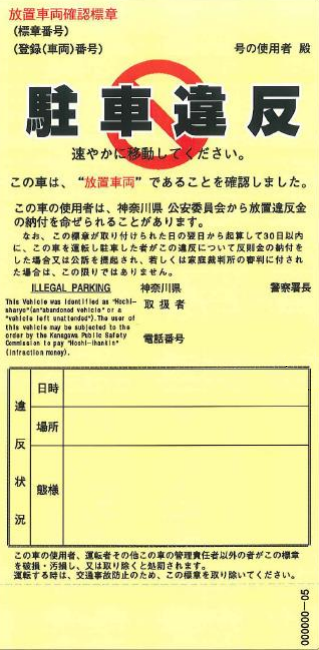 放置車両確認標章
(標章番号)
(登録(車両)番号) 号の使用者 殿
駐車違反
速やかに移動してください。
この車は、“放置車両”であることを確認しました。
この車の使用者は、神奈川県 公安委員会から放置違反金
の納付を命ぜられることがあります。
なお、この標章が取り付けられた日の翌日から起算して30日以内
に、この車を運転し駐車した者がこの違反について反則金の納付を
した場合又は公訴を提起され、若しくは家庭裁判所の審判に付され
た場合は、この限りではありません。
ILLEGAL PARKING 神奈川県 警察署長
This Vehicle was identified as "Hochi-
sharyo"(an"abandoned vehicle" or a
"vehicle left unattended").The user of
this vehicle may be subjected to the
order by the Kanagawa Public Safety
Commission to pay "Hochi-ihankin"
(infraction money).
取扱者
電話番号
違反状況
日時
場所
態様
この車の使用者、運転者その他この車の管理責任者以外の者がこの標章
を破損・汚損し、又は取り除くと処罰されます。
運転する時は、交通事故防止のため、この標章を取り除いてください。
000000-05